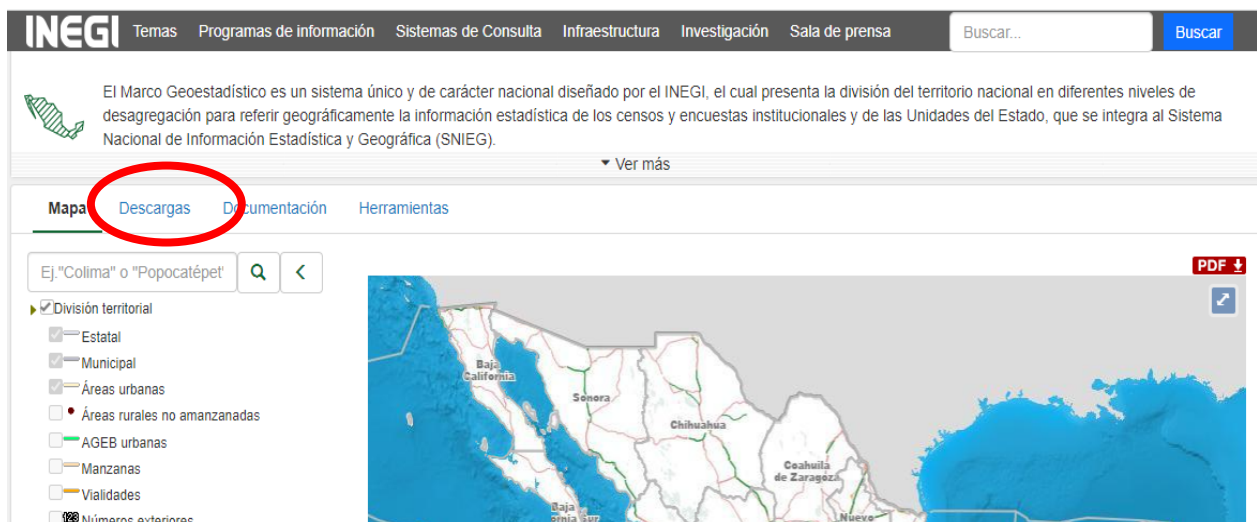 INEGI Temas Programas de información Sistemas de Consulta Infraestructura Investigación Sala de prensa Buscar... Buscar
El Marco Geoestadístico es un sistema único y de carácter nacional diseñado por el INEGI, el cual presenta la división del territorio nacional en diferentes niveles de
desagregación para referir geográficamente la información estadística de los censos y encuestas institucionales y de las Unidades del Estado, que se integra al Sistema
Nacional de Información Estadística y Geográfica (SNIEG).
Ver más
Mapa Descargas Documentación Herramientas
Ej."Colima" o "Popocatépet'
PDF
División territorial
Estatal
Municipal
Áreas urbanas
Áreas rurales no amanzanadas
AGEB urbanas
Manzanas
Vialidades
123 Números exteriores
Baja
California
Sonora
Chihuahua
Coahuila
de Zaragoza
Baja
California Sur
Nuevo